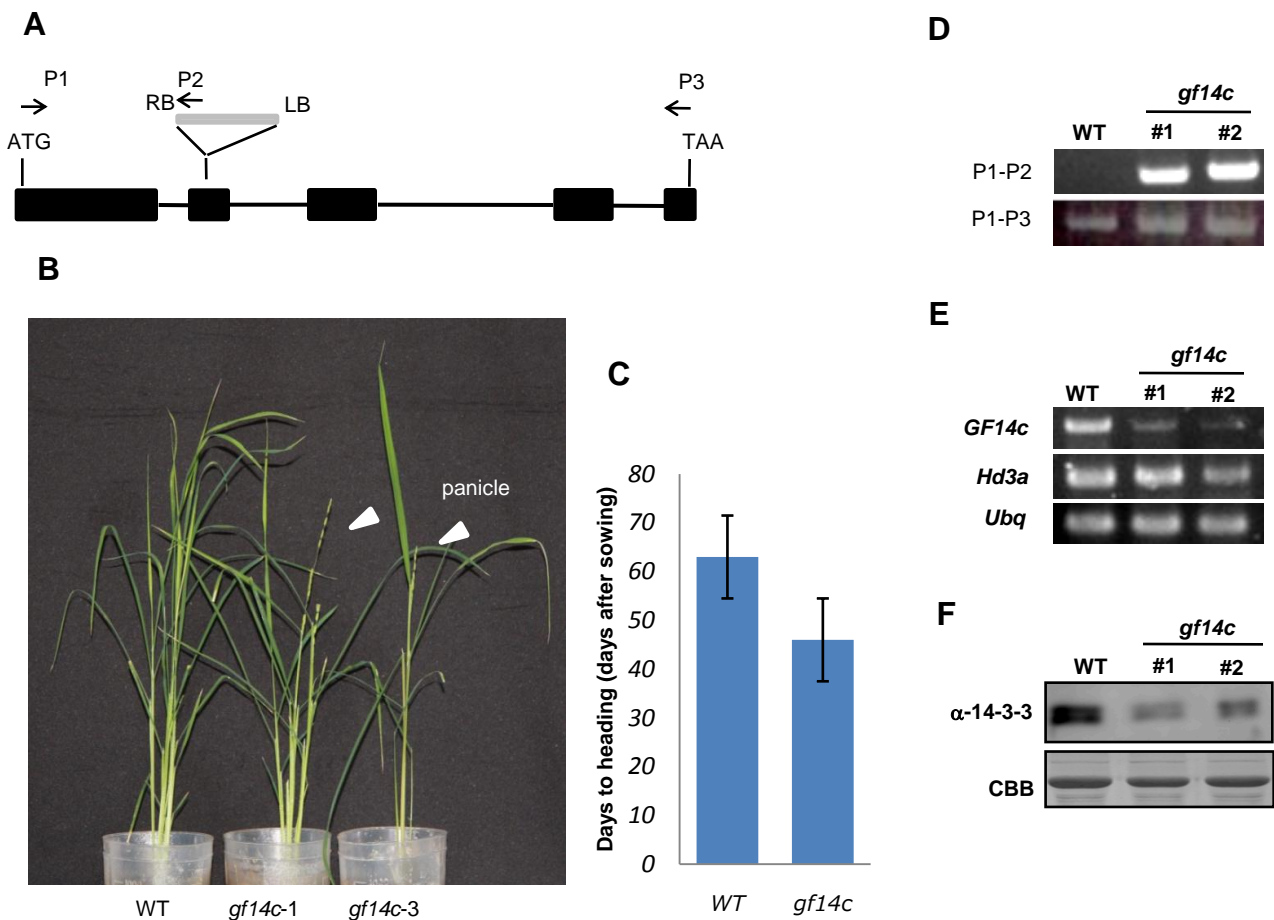 A
P1
P2
P3
RB
LB
ATG
TAA
B
panicle
WT
gf14c-1
gf14c-3
C
Days to heading (days after sowing)
80
70
60
50
40
30
20
10
0
WT
gf14c
D
gf14c
WT
#1
#2
P1-P2
P1-P3
E
gf14c
WT
#1
#2
GF14c
Hd3a
Ubq
F
gf14c
WT
#1
#2
α-14-3-3
CBB